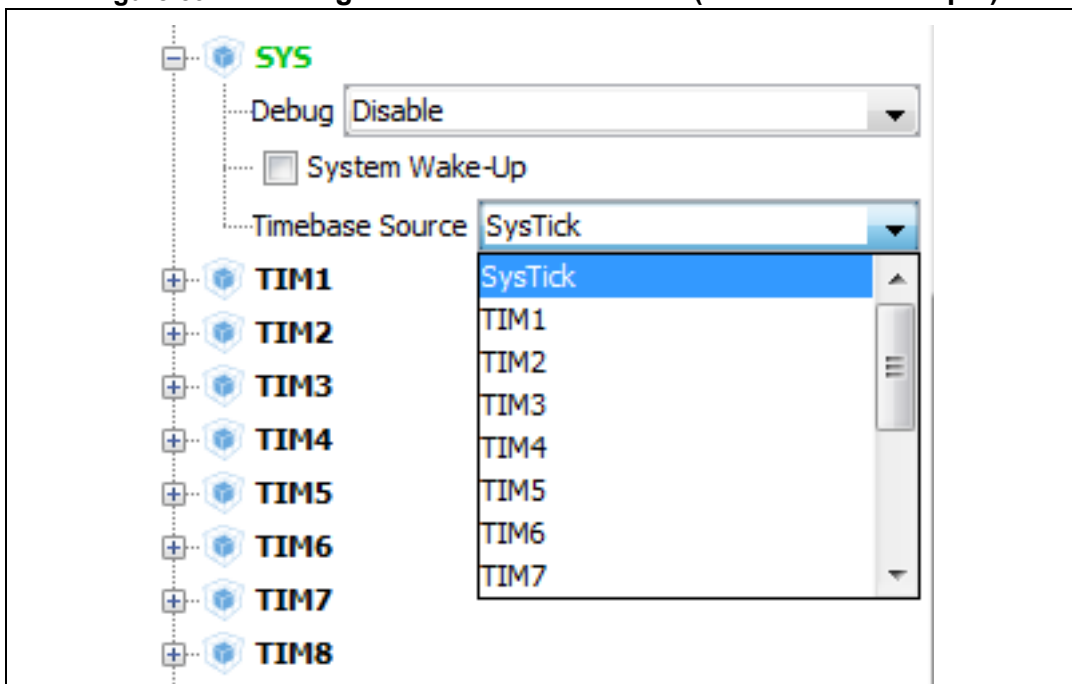 SYS
Debug Disable
System Wake-Up
Timebase Source SysTick
TIM1 SysTick
TIM1
TIM2 TIM2
TIM3 TIM3
TIM4 TIM4
TIM5 TIM5
TIM6 TIM6
TIM7 TIM7
TIM8